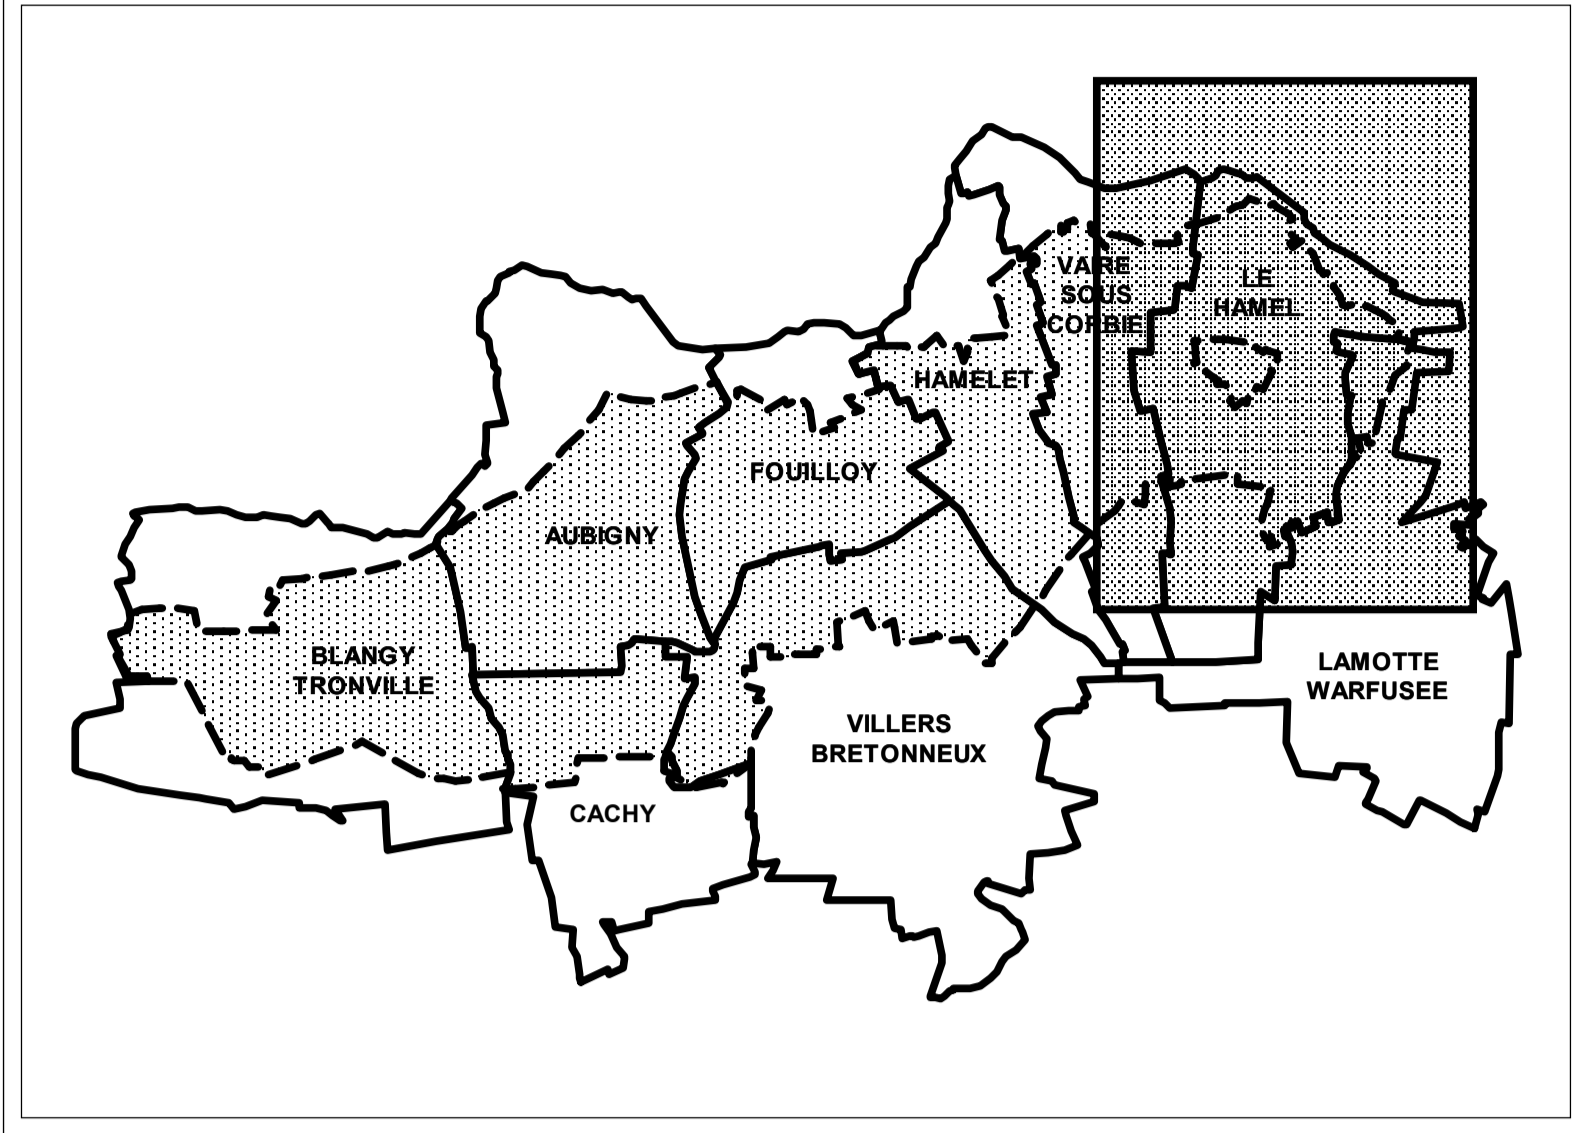 VAIRE
SOUS
CORBIE
LE
HAMEL
HAMELET
FOUILLOY
AUBIGNY
BLANGY
TRONVILLE
LAMOTTE
WARFUSEE
VILLERS
BRETONNEUX
CACHY